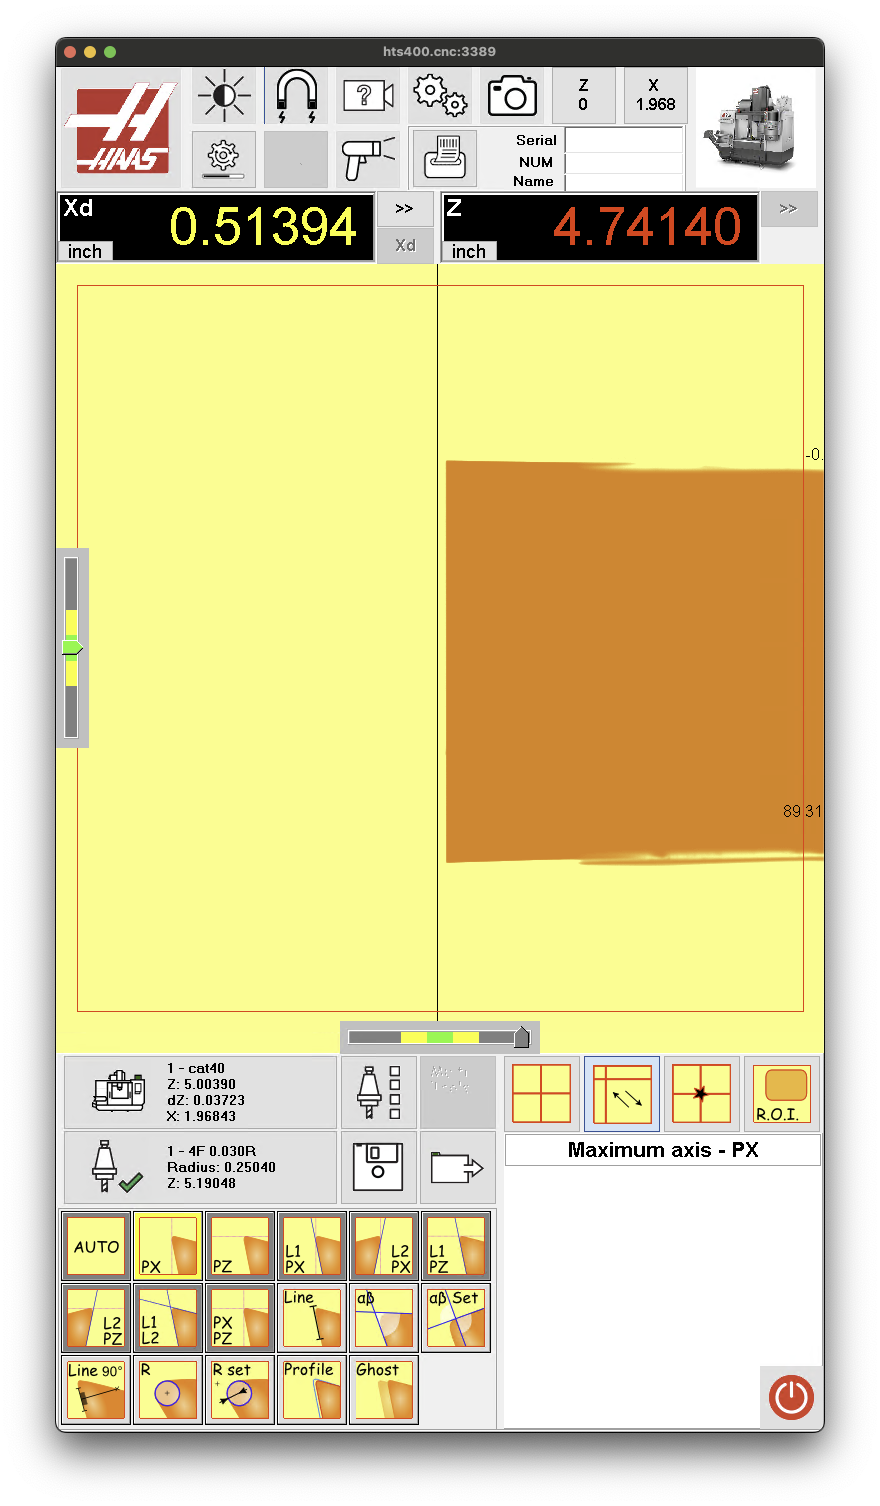 hts400.cnc:3389
HAAS
?
Z
0
X
1.968
Serial
NUM
Name
Xd
0.51394
inch
>>
Xd
Z
4.74140
inch
>>
-0.
89 31
1 - cat40
Z: 5.00390
dZ: 0.03723
X: 1.96843
1 - 4F 0.030R
Radius: 0.25040
Z: 5.19048
R.O.I.
Maximum axis - PX
AUTO
PX
PZ
L1
PX
L2
PX
L1
PZ
L2
PZ
L1
L2
PX
PZ
Line
αβ
αβ Set
Line 90°
R
R set
Profile
Ghost